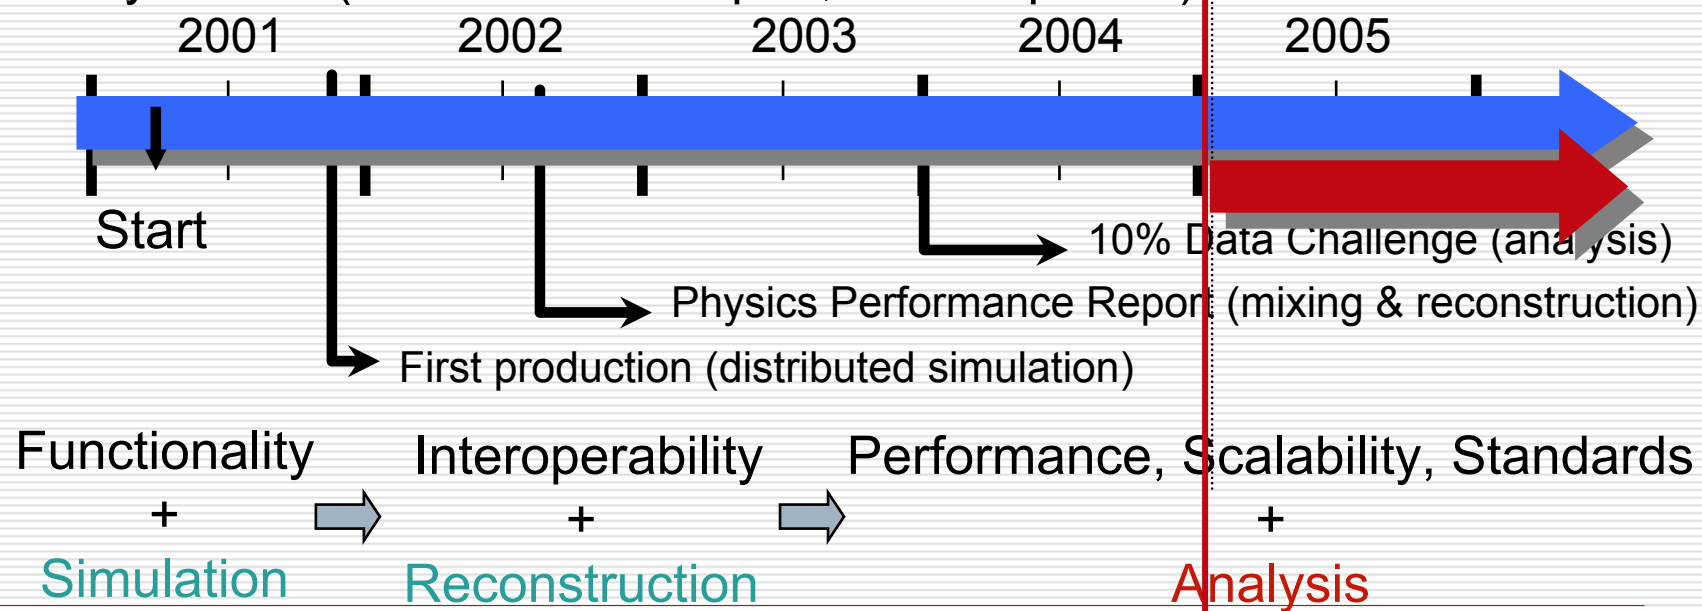 2001 2002 2003 2004 2005
Start
10% Data Challenge (analysis)
Physics Performance Report (mixing & reconstruction)
First production (distributed simulation)
Functionality Interoperability Performance, Scalability, Standards
+ + +
Simulation Reconstruction Analysis